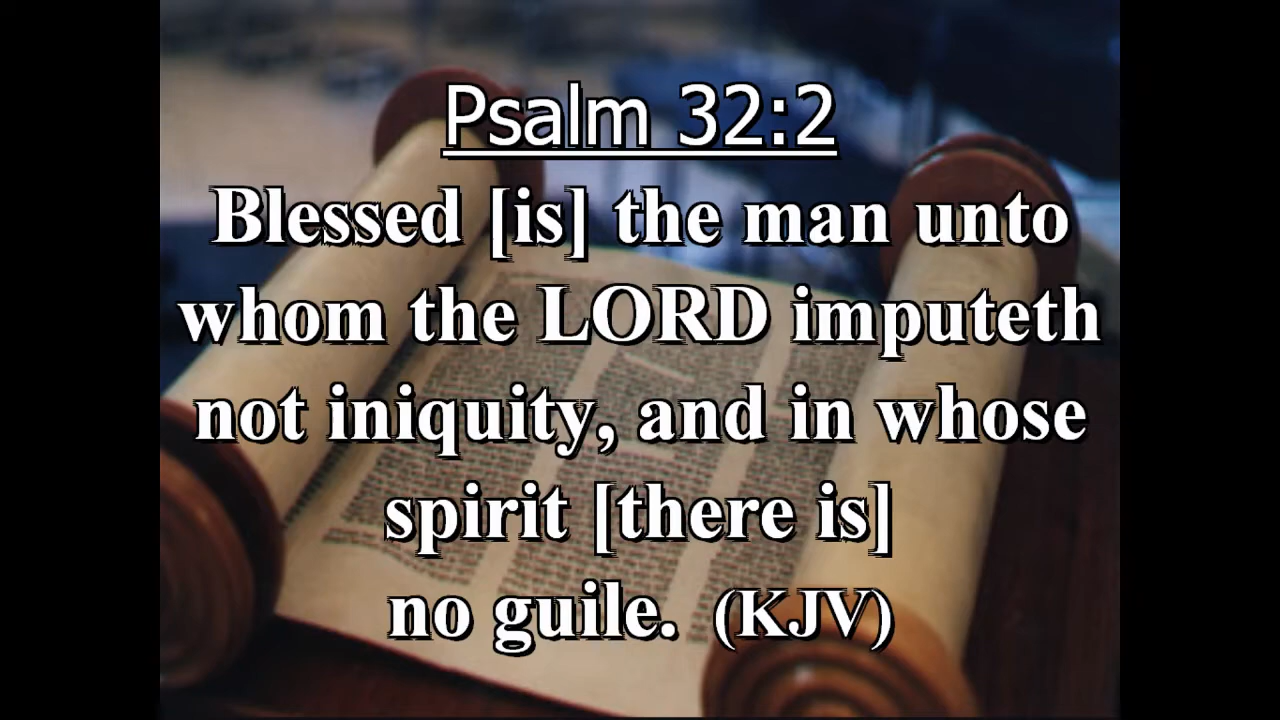 Psalm 32:2
Blessed [is] the man unto
whom the LORD imputeth
not iniquity, and in whose
spirit [there is]
no guile. (KJV)